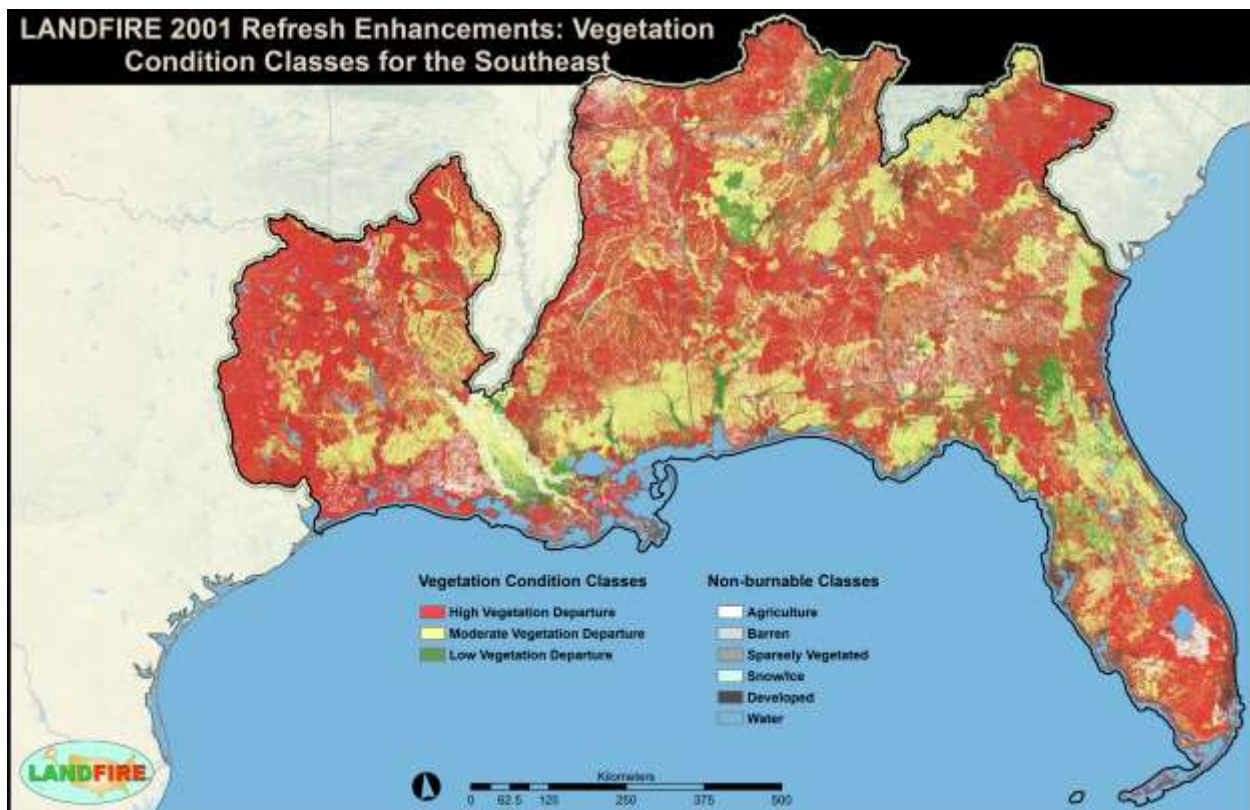 LANDFIRE 2001 Refresh Enhancements: Vegetation
Condition Classes for the Southeast
Vegetation Condition Classes
High Vegetation Departure
Moderate Vegetation Departure
Low Vegetation Departure
Non-burnable Classes
Agriculture
Barren
Sparsely Vegetated
Snow/Ice
Developed
Water
LANDFIRE
Kilometers
0 62.5 125 250 375 500